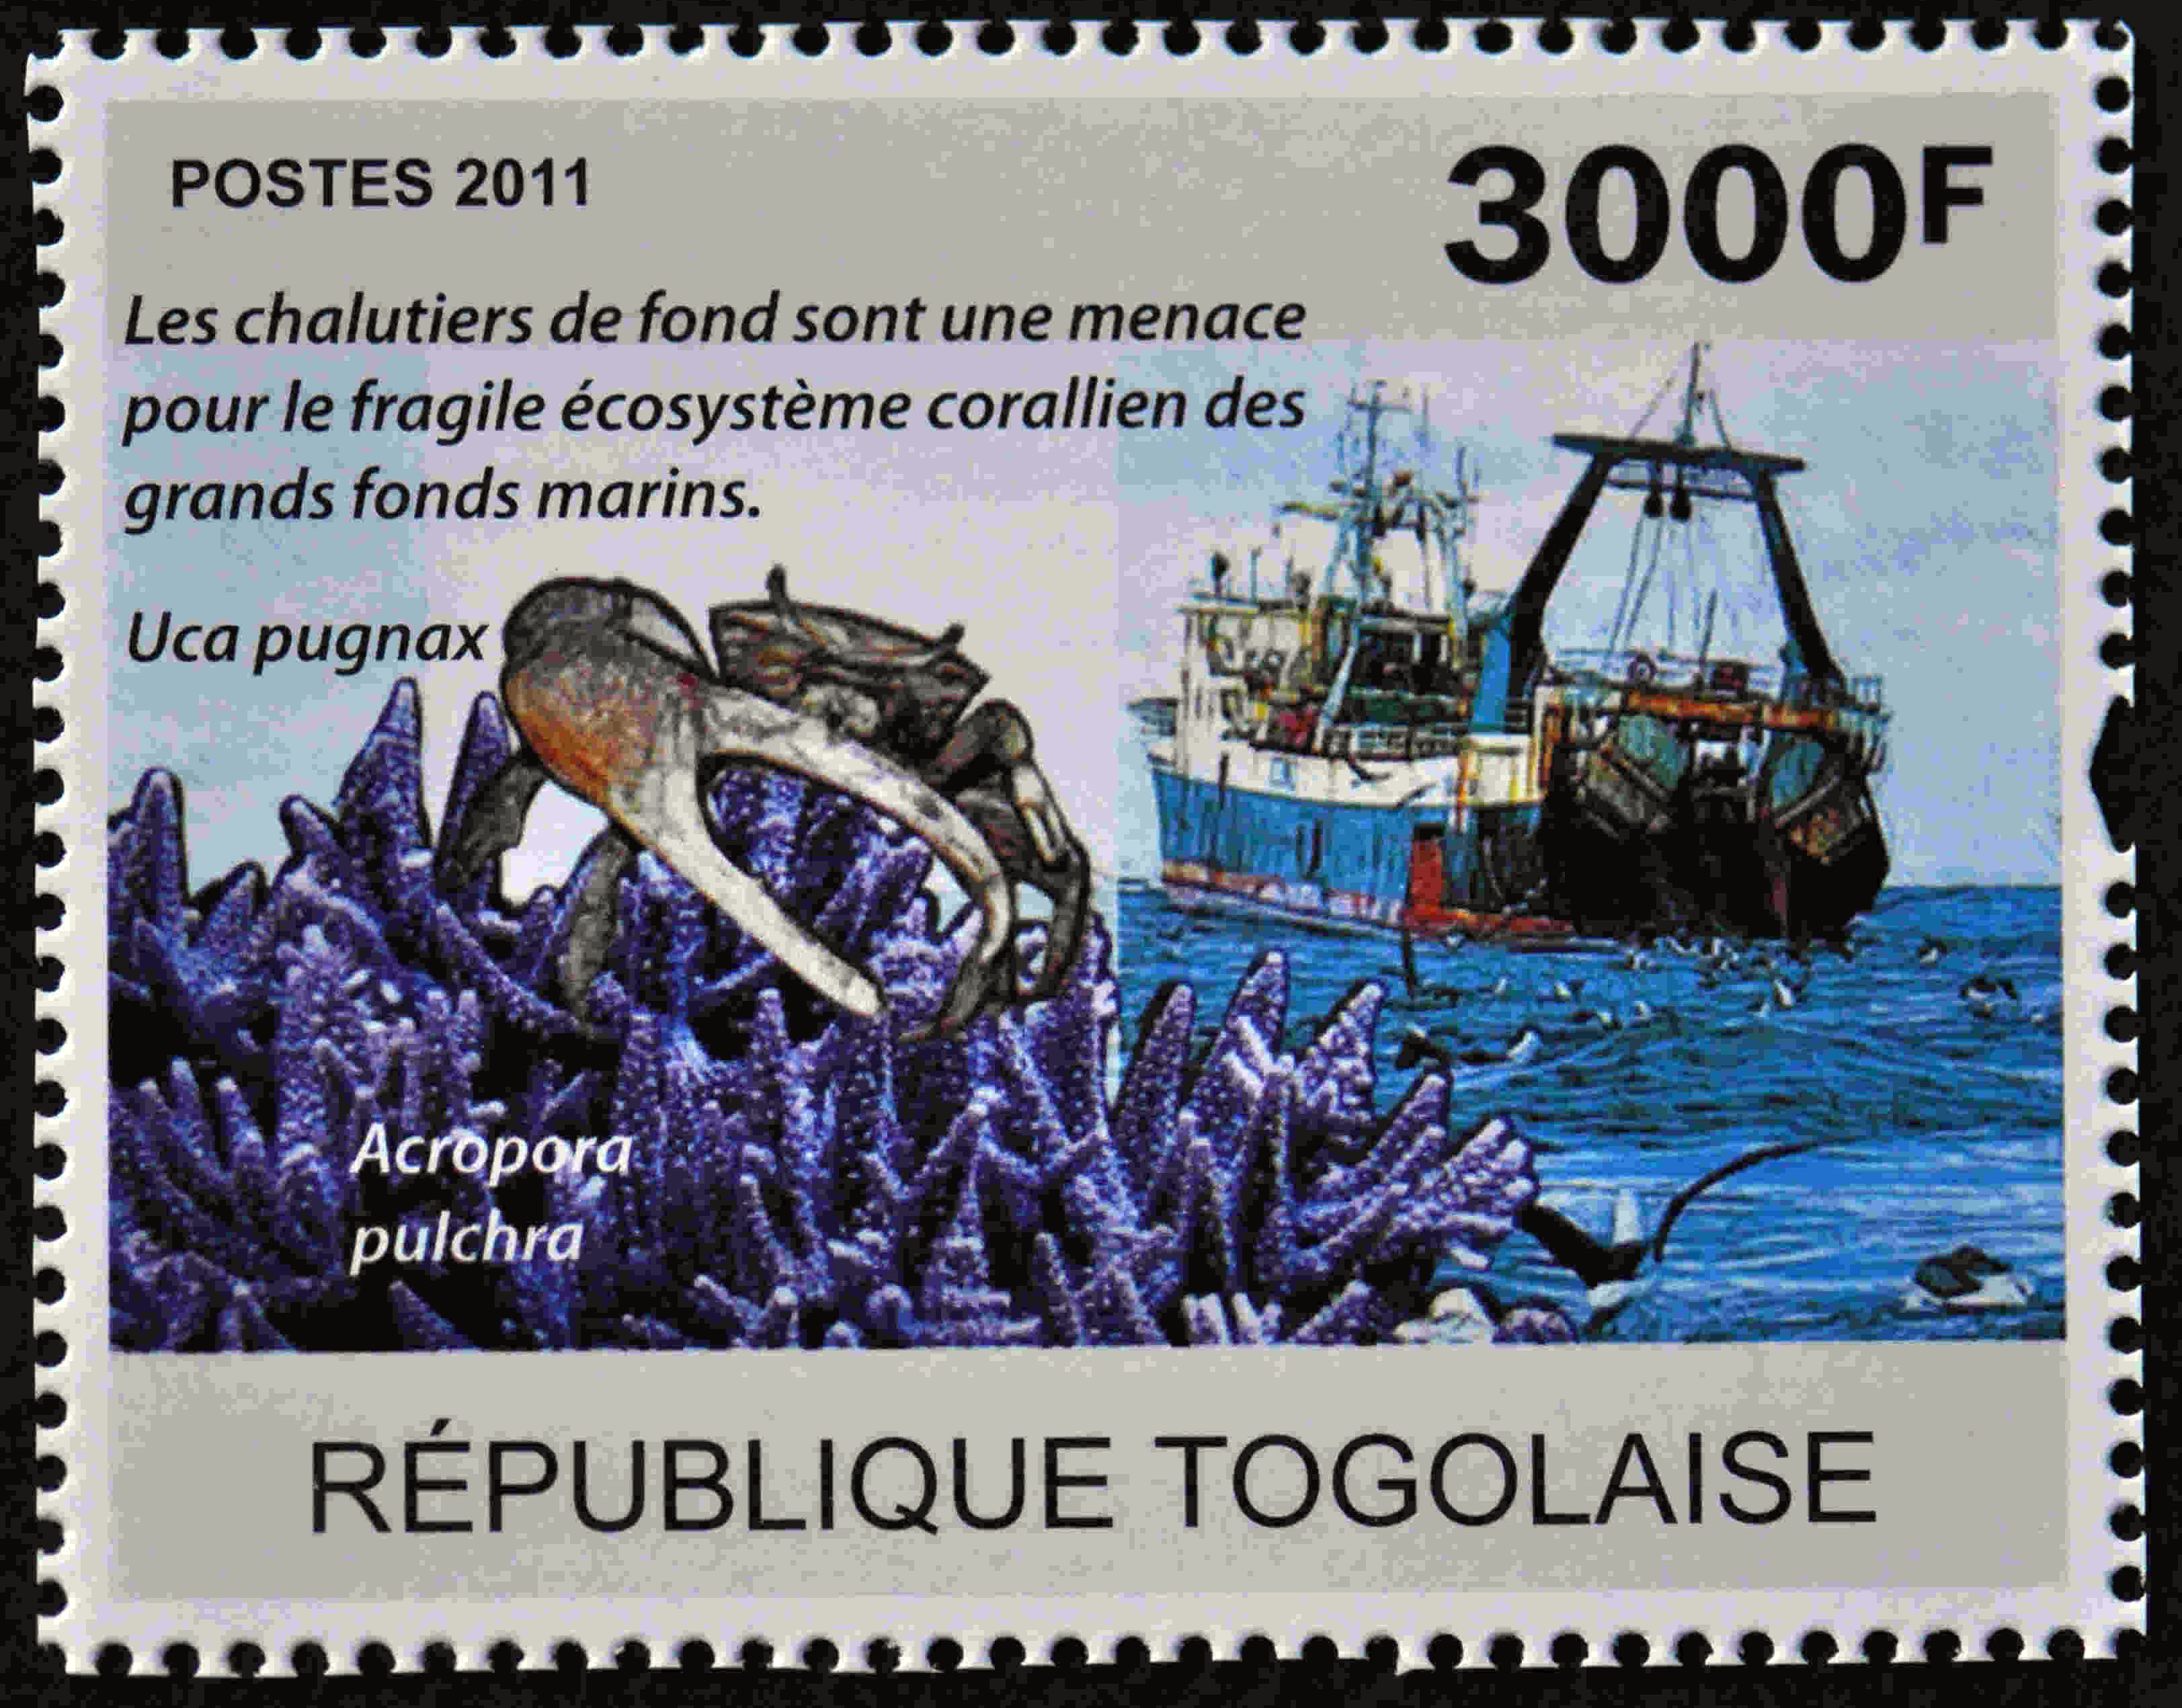 POSTES 2011
3000F
Les chalutiers de fond sont une menace
pour le fragile écosystème corallien des
grands fonds marins.
Uca pugnax
Acropora
pulchra
RÉPUBLIQUE TOGOLAISE